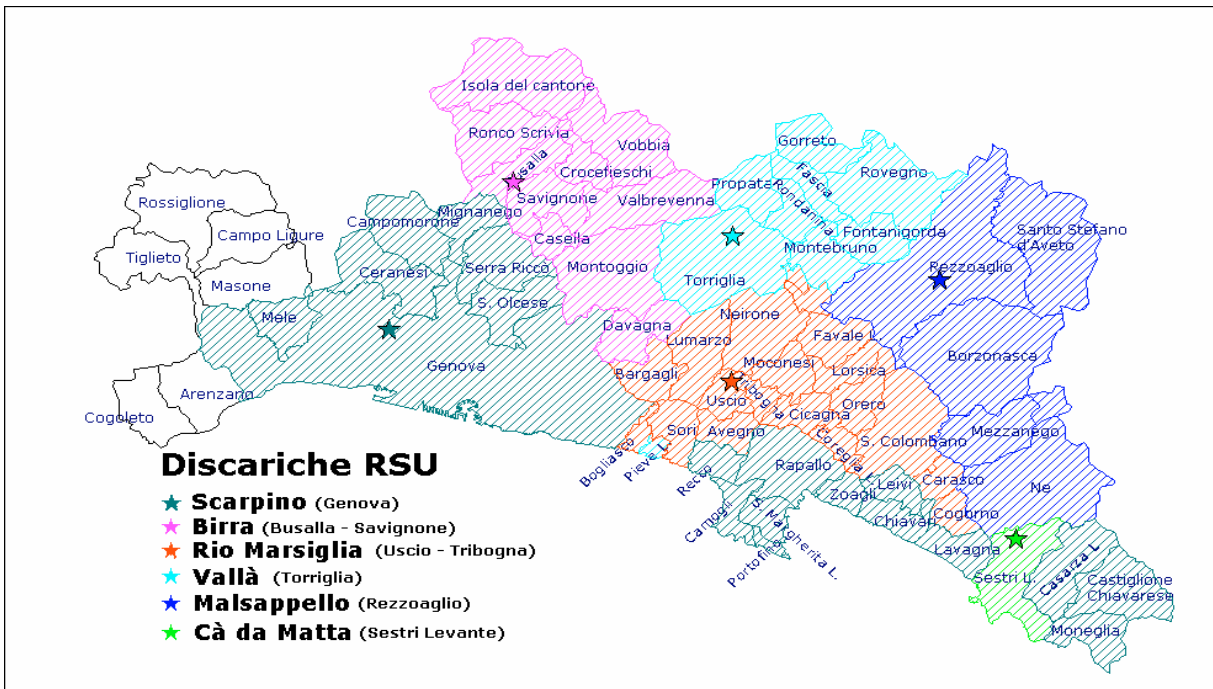 Isola del cantone
Ronco Scrivia
Vobbia
Busalla
Crocefieschi
Savignone
Valbrevenna
Gorreto
Fascia
Rovegno
Propata
Rondanina
Fontanigorda
Montebruno
Torriglia
Rossiglione
Campo Ligure
Tiglieto
Masone
Campomorone
Mignanego
Casella
Ceranesi
Serra Riccò
Montoggio
S. Olcese
Mele
Genova
Davagna
Santo Stefano
d'Aveto
Rezzoaglio
Borzonasca
Neirone
Lumarzo
Favale L.
Moconesi
Lorsica
Bargagli
Tribogna
Uscio
Cicagna
Orero
Sori
Avegno
Coreglia L.
S. Colombano
Mezzanego
Arenzano
Cogoleto
Bogliasco
Pieve L.
Recco
Rapallo
Camogli
S. Margherita L.
Portofino
Zoagli
Leivi
Chiavari
Carasco
Cogorno
Ne
Lavagna
Sestri L.
Casarza L.
Castiglione
Chiavarese
Moneglia
Discariche RSU
Scarpino (Genova)
Birra (Busalla - Savignone)
Rio Marsiglia (Uscio - Tribogna)
Vallà (Torriglia)
Malsappello (Rezzoaglio)
Cà da Matta (Sestri Levante)